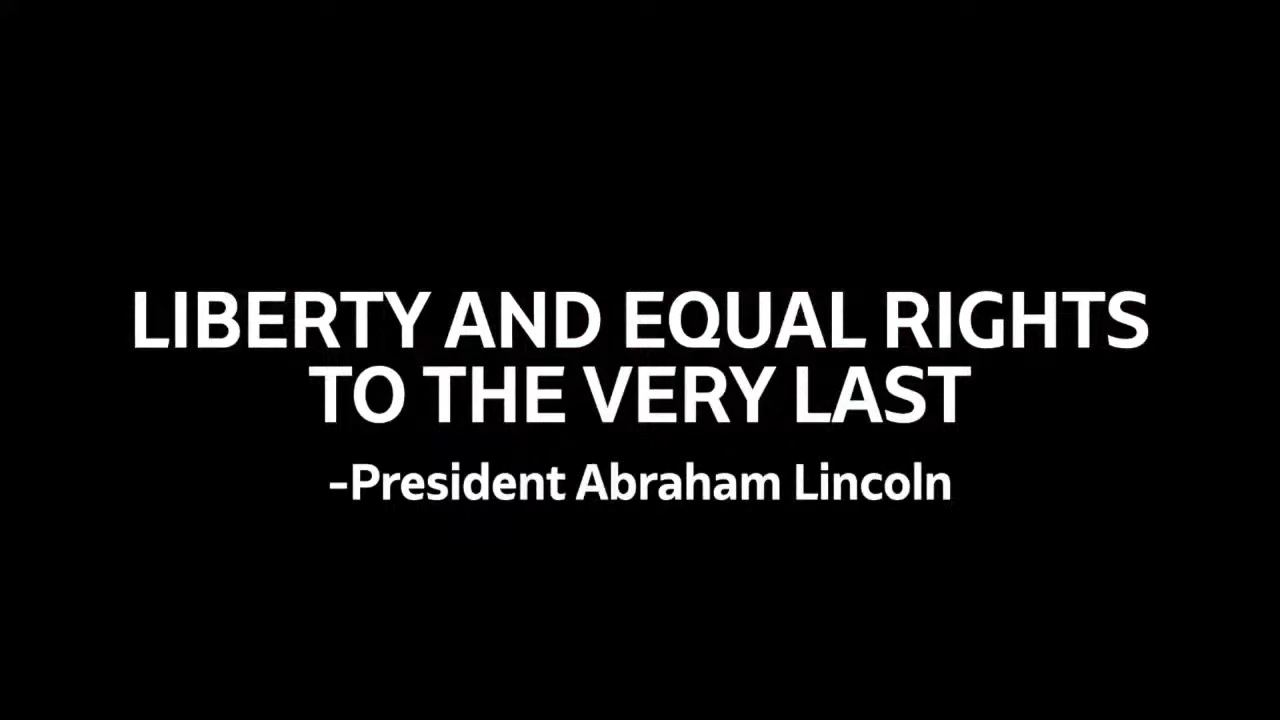 LIBERTY AND EQUAL RIGHTS
TO THE VERY LAST
-President Abraham Lincoln